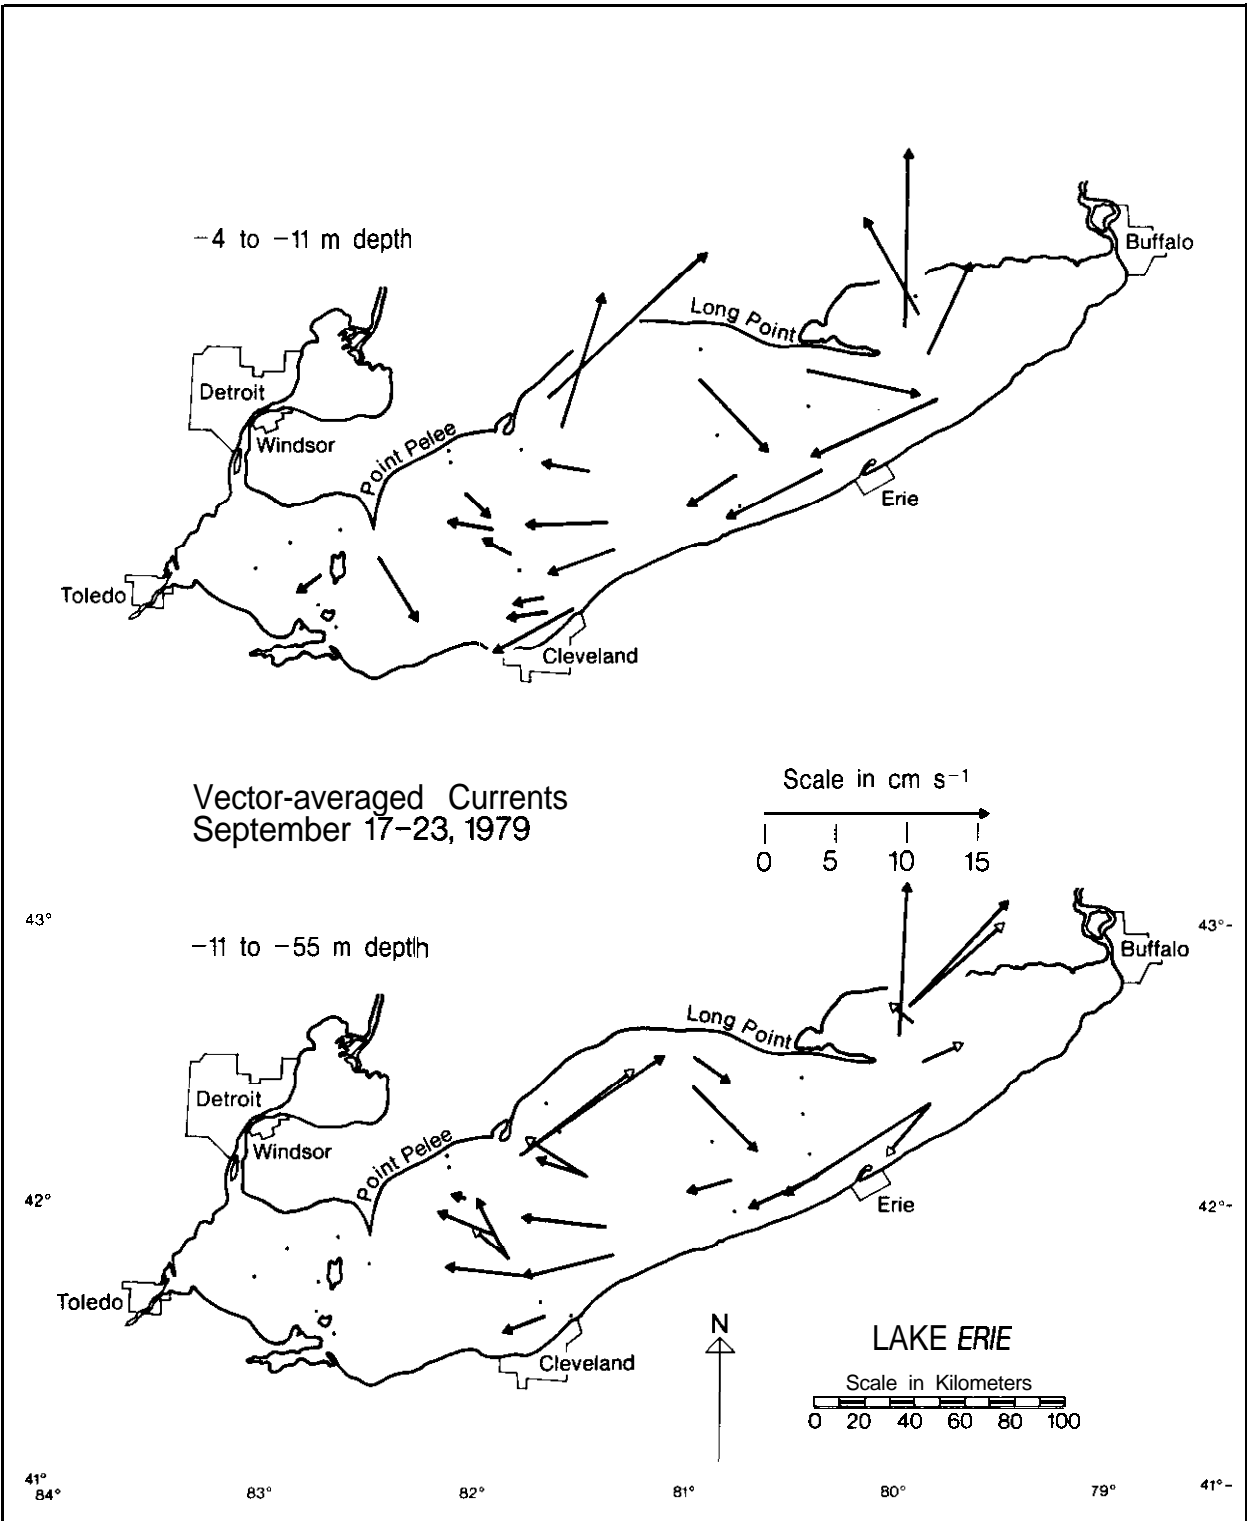 -4 to -11 m depth
Buffalo
Long Point
Detroit
Windsor
Point Pelee
Erie
Toledo
Cleveland
Vector-averaged Currents
September 17-23, 1979
Scale in cm s⁻¹
0 5 10 15
43°
43°-
-11 to -55 m depth
Buffalo
Long Point
Detroit
Windsor
Point Pelee
42°
42°-
Erie
Toledo
Cleveland
N
LAKE ERIE
Scale in Kilometers
0 20 40 60 80 100
41°
41°-
84° 83° 82° 81° 80° 79°